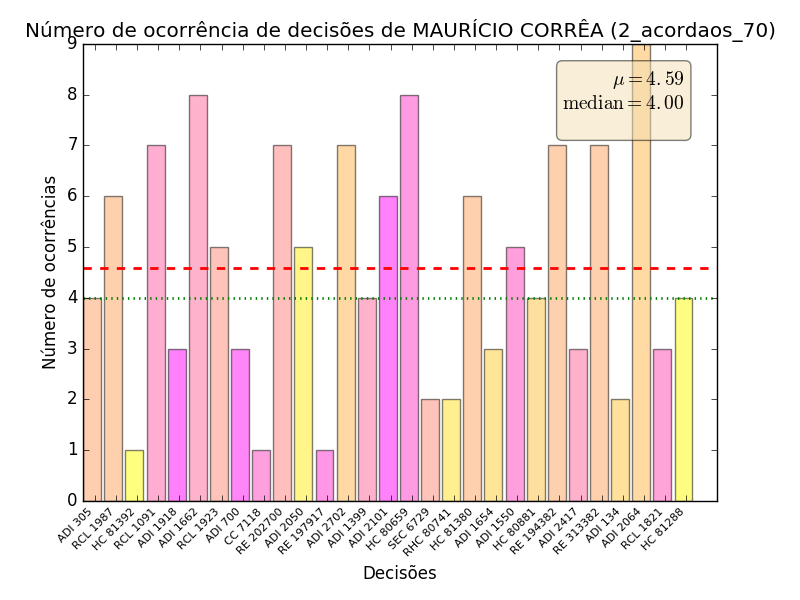 Número de ocorrência de decisões de MAURÍCIO CORRÊA (2_acordaos_70)
μ = 4.59
median = 4.00
Número de ocorrências
9
8
7
6
5
4
3
2
1
0
ADI 305
RCL 1987
HC 81392
RCL 1091
ADI 1918
ADI 1662
RCL 1923
ADI 700
CC 7118
RE 202700
ADI 2050
RE 197917
ADI 2702
ADI 1399
ADI 2101
HC 80659
SEC 6729
RHC 80741
HC 81380
ADI 1654
ADI 1550
HC 80881
RE 194382
ADI 2417
RE 313382
ADI 134
ADI 2064
RCL 1821
HC 81288
Decisões